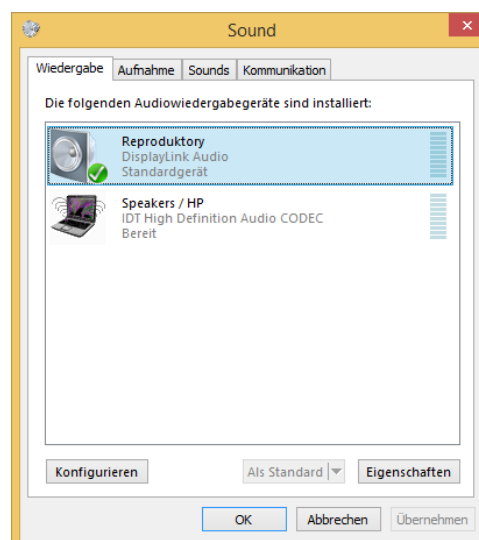 Sound
Wiedergabe Aufnahme Sounds Kommunikation
Die folgenden Audiowiedergabegeräte sind installiert:
Reproduktory
DisplayLink Audio
Standardgerät
Speakers / HP
IDT High Definition Audio CODEC
Bereit
Konfigurieren Als Standard Eigenschaften
OK Abbrechen Übernehmen